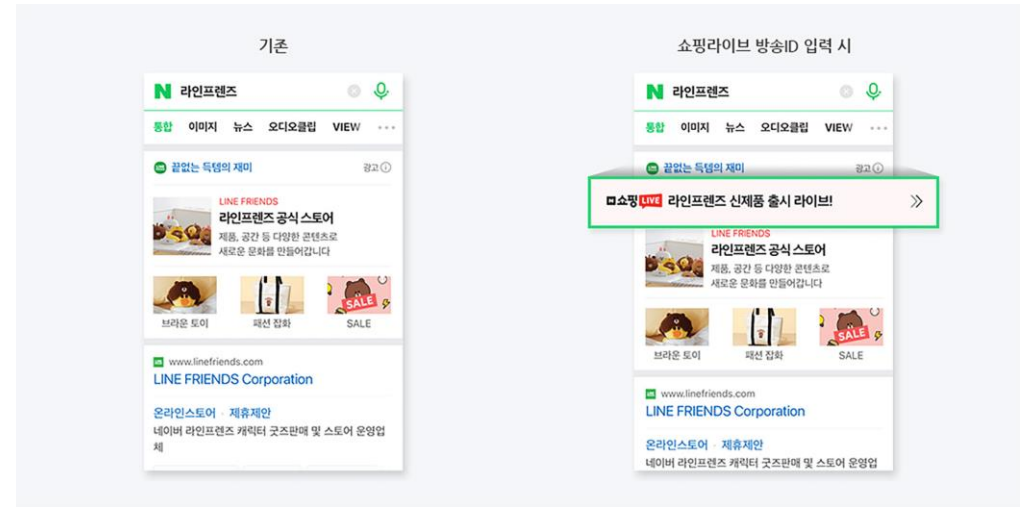 기존
N 라인프렌즈
통합 이미지 뉴스 오디오클립 VIEW
끝없는 득템의 재미 광고
LINE FRIENDS
라인프렌즈 공식 스토어
제품, 공간 등 다양한 콘텐츠로
새로운 문화를 만들어갑니다
SALE
브라운 토이 패션 잡화 SALE
www.linefriends.com
LINE FRIENDS Corporation
온라인스토어 · 제휴제안
네이버 라인프렌즈 캐릭터 굿즈판매 및 스토어 운영업
체
쇼핑라이브 방송ID 입력 시
N 라인프렌즈
통합 이미지 뉴스 오디오클립 VIEW
끝없는 득템의 재미 광고
쇼핑 LIVE 라인프렌즈 신제품 출시 라이브!
LINE FRIENDS
라인프렌즈 공식 스토어
제품, 공간 등 다양한 콘텐츠로
새로운 문화를 만들어갑니다
SALE
브라운 토이 패션 잡화 SALE
www.linefriends.com
LINE FRIENDS Corporation
온라인스토어 · 제휴제안
네이버 라인프렌즈 캐릭터 굿즈판매 및 스토어 운영업